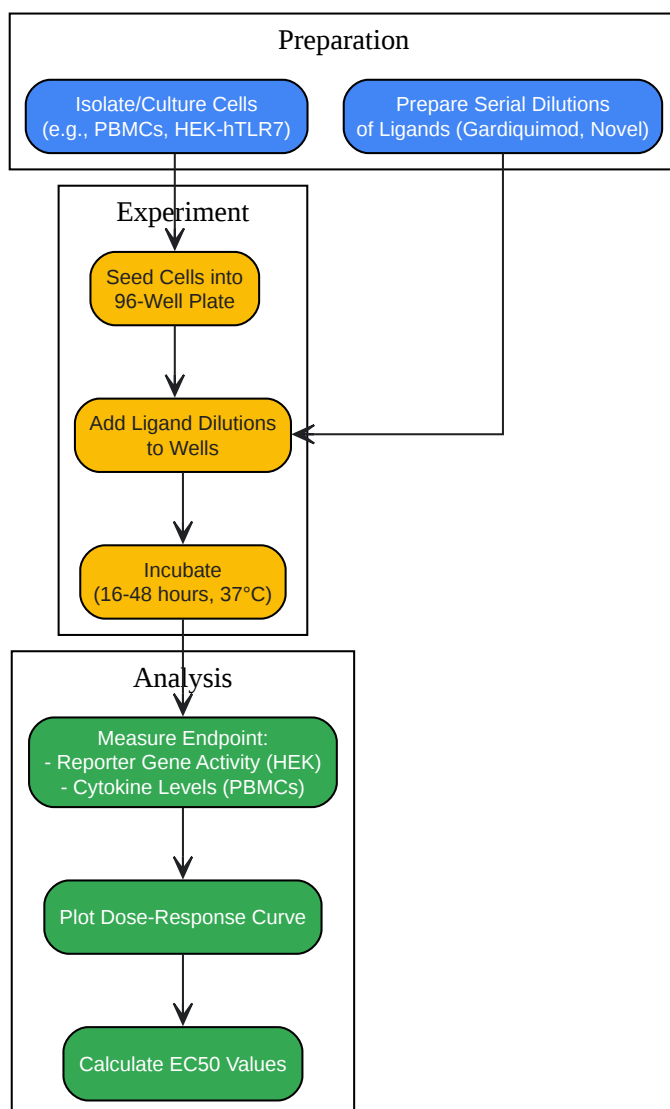 Preparation
Isolate/Culture Cells
(e.g., PBMCs, HEK-hTLR7)
Prepare Serial Dilutions
of Ligands (Gardiquimod, Novel)
Experiment
Seed Cells into
96-Well Plate
Add Ligand Dilutions
to Wells
Incubate
(16-48 hours, 37°C)
Analysis
Measure Endpoint:
- Reporter Gene Activity (HEK)
- Cytokine Levels (PBMCs)
Plot Dose-Response Curve
Calculate EC50 Values